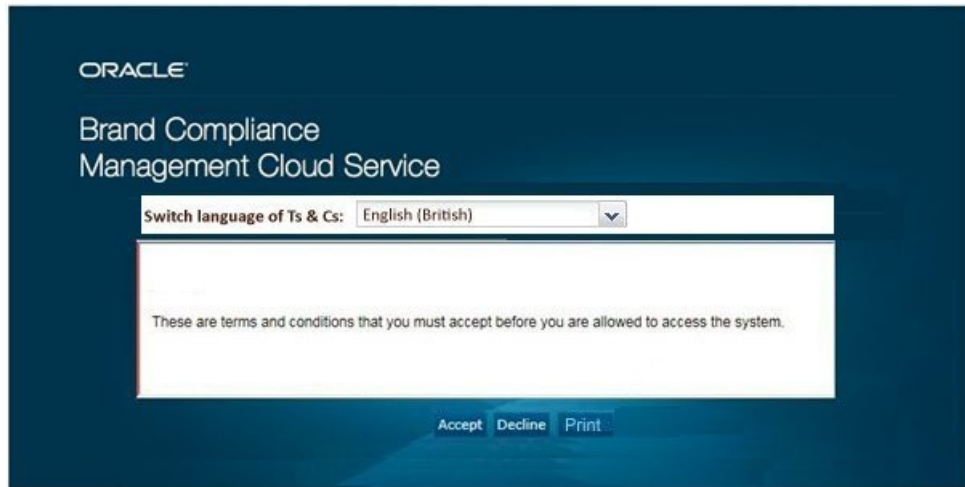 ORACLE
Brand Compliance
Management Cloud Service
Switch language of Ts & Cs: English (British)
These are terms and conditions that you must accept before you are allowed to access the system.
Accept Decline Print